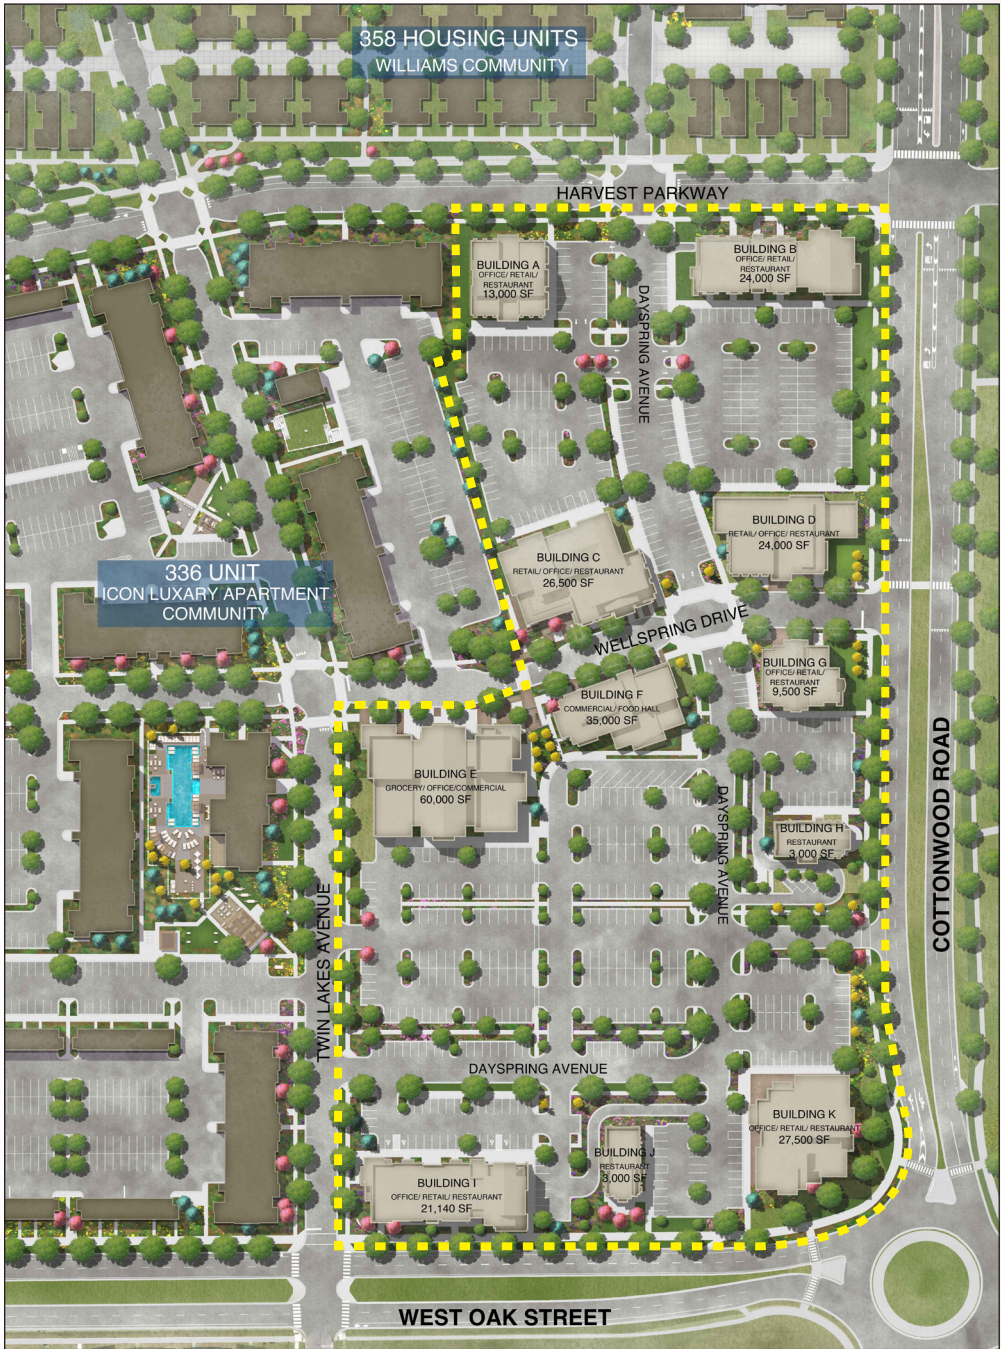 358 HOUSING UNITS
WILLIAMS COMMUNITY
HARVEST PARKWAY
BUILDING A
OFFICE/ RETAIL/
RESTAURANT
13,000 SF
BUILDING B
OFFICE/ RETAIL/
RESTAURANT
24,000 SF
DAYSPRING AVENUE
BUILDING C
RETAIL/ OFFICE/ RESTAURANT
26,500 SF
BUILDING D
RETAIL/ OFFICE/ RESTAURANT
24,000 SF
336 UNIT
ICON LUXARY APARTMENT
COMMUNITY
WELLSPRING DRIVE
BUILDING G
OFFICE/ RETAIL/
RESTAURANT
9,500 SF
BUILDING F
COMMERCIAL/ FOOD HALL
35,000 SF
BUILDING E
GROCERY/ OFFICE/COMMERCIAL
60,000 SF
DAYSPRING AVENUE
BUILDING H
RESTAURANT
3,000 SF
COTTONWOOD ROAD
TWIN LAKES AVENUE
DAYSPRING AVENUE
BUILDING K
OFFICE/ RETAIL/ RESTAURANT
27,500 SF
BUILDING J
RESTAURANT
3,000 SF
BUILDING I
OFFICE/ RETAIL/ RESTAURANT
21,140 SF
WEST OAK STREET